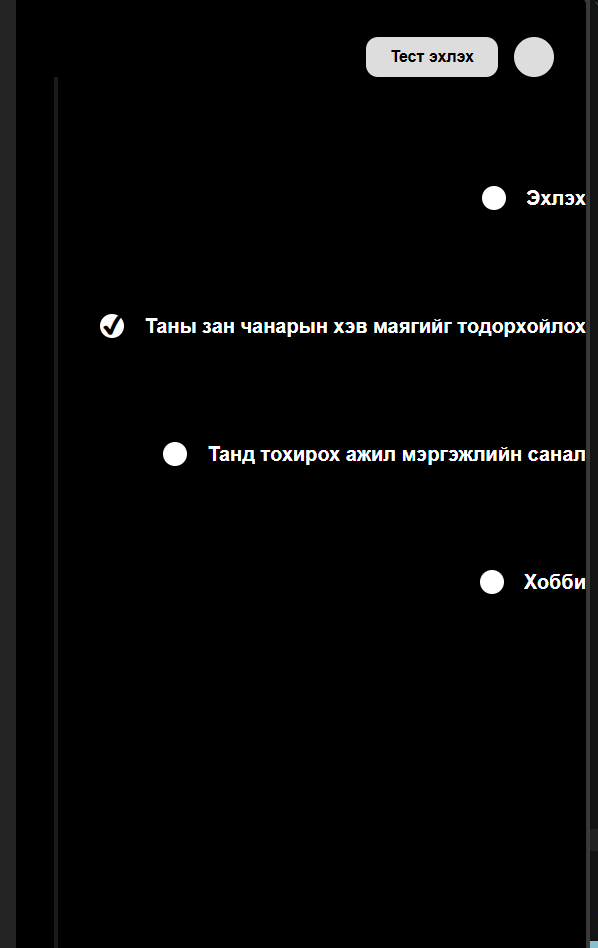 Тест эхлэх
Эхлэх
Таны зан чанарын хэв маягийг тодорхойлох
Танд тохирох ажил мэргэжлийн санал
Хобби